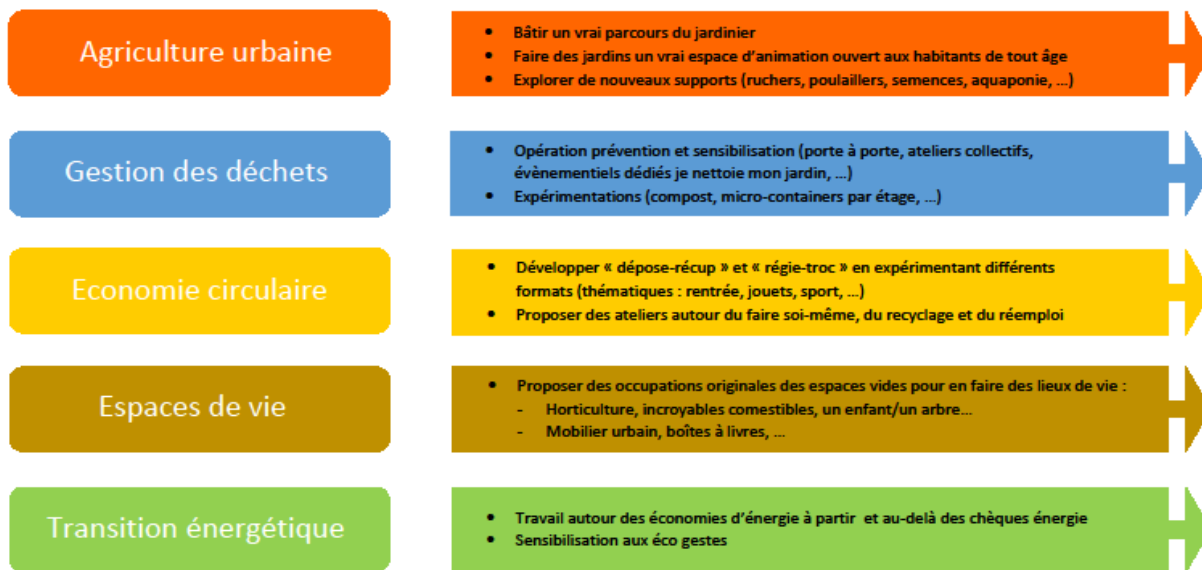 Agriculture urbaine
• Bâtir un vrai parcours du jardinier
• Faire des jardins un vrai espace d'animation ouvert aux habitants de tout âge
• Explorer de nouveaux supports (ruchers, poulaillers, semences, aquaponie, ...)
Gestion des déchets
• Opération prévention et sensibilisation (porte à porte, ateliers collectifs,
évènementiels dédiés je nettoie mon jardin, ...)
• Expérimentations (compost, micro-containers par étage, ...)
Economie circulaire
• Développer « dépose-récup » et « régie-troc » en expérimentant différents
formats (thématiques : rentrée, jouets, sport, ...)
• Proposer des ateliers autour du faire soi-même, du recyclage et du réemploi
Espaces de vie
• Proposer des occupations originales des espaces vides pour en faire des lieux de vie :
- Horticulture, incroyables comestibles, un enfant/un arbre...
- Mobilier urbain, boîtes à livres, ...
Transition énergétique
• Travail autour des économies d'énergie à partir et au-delà des chèques énergie
• Sensibilisation aux éco gestes